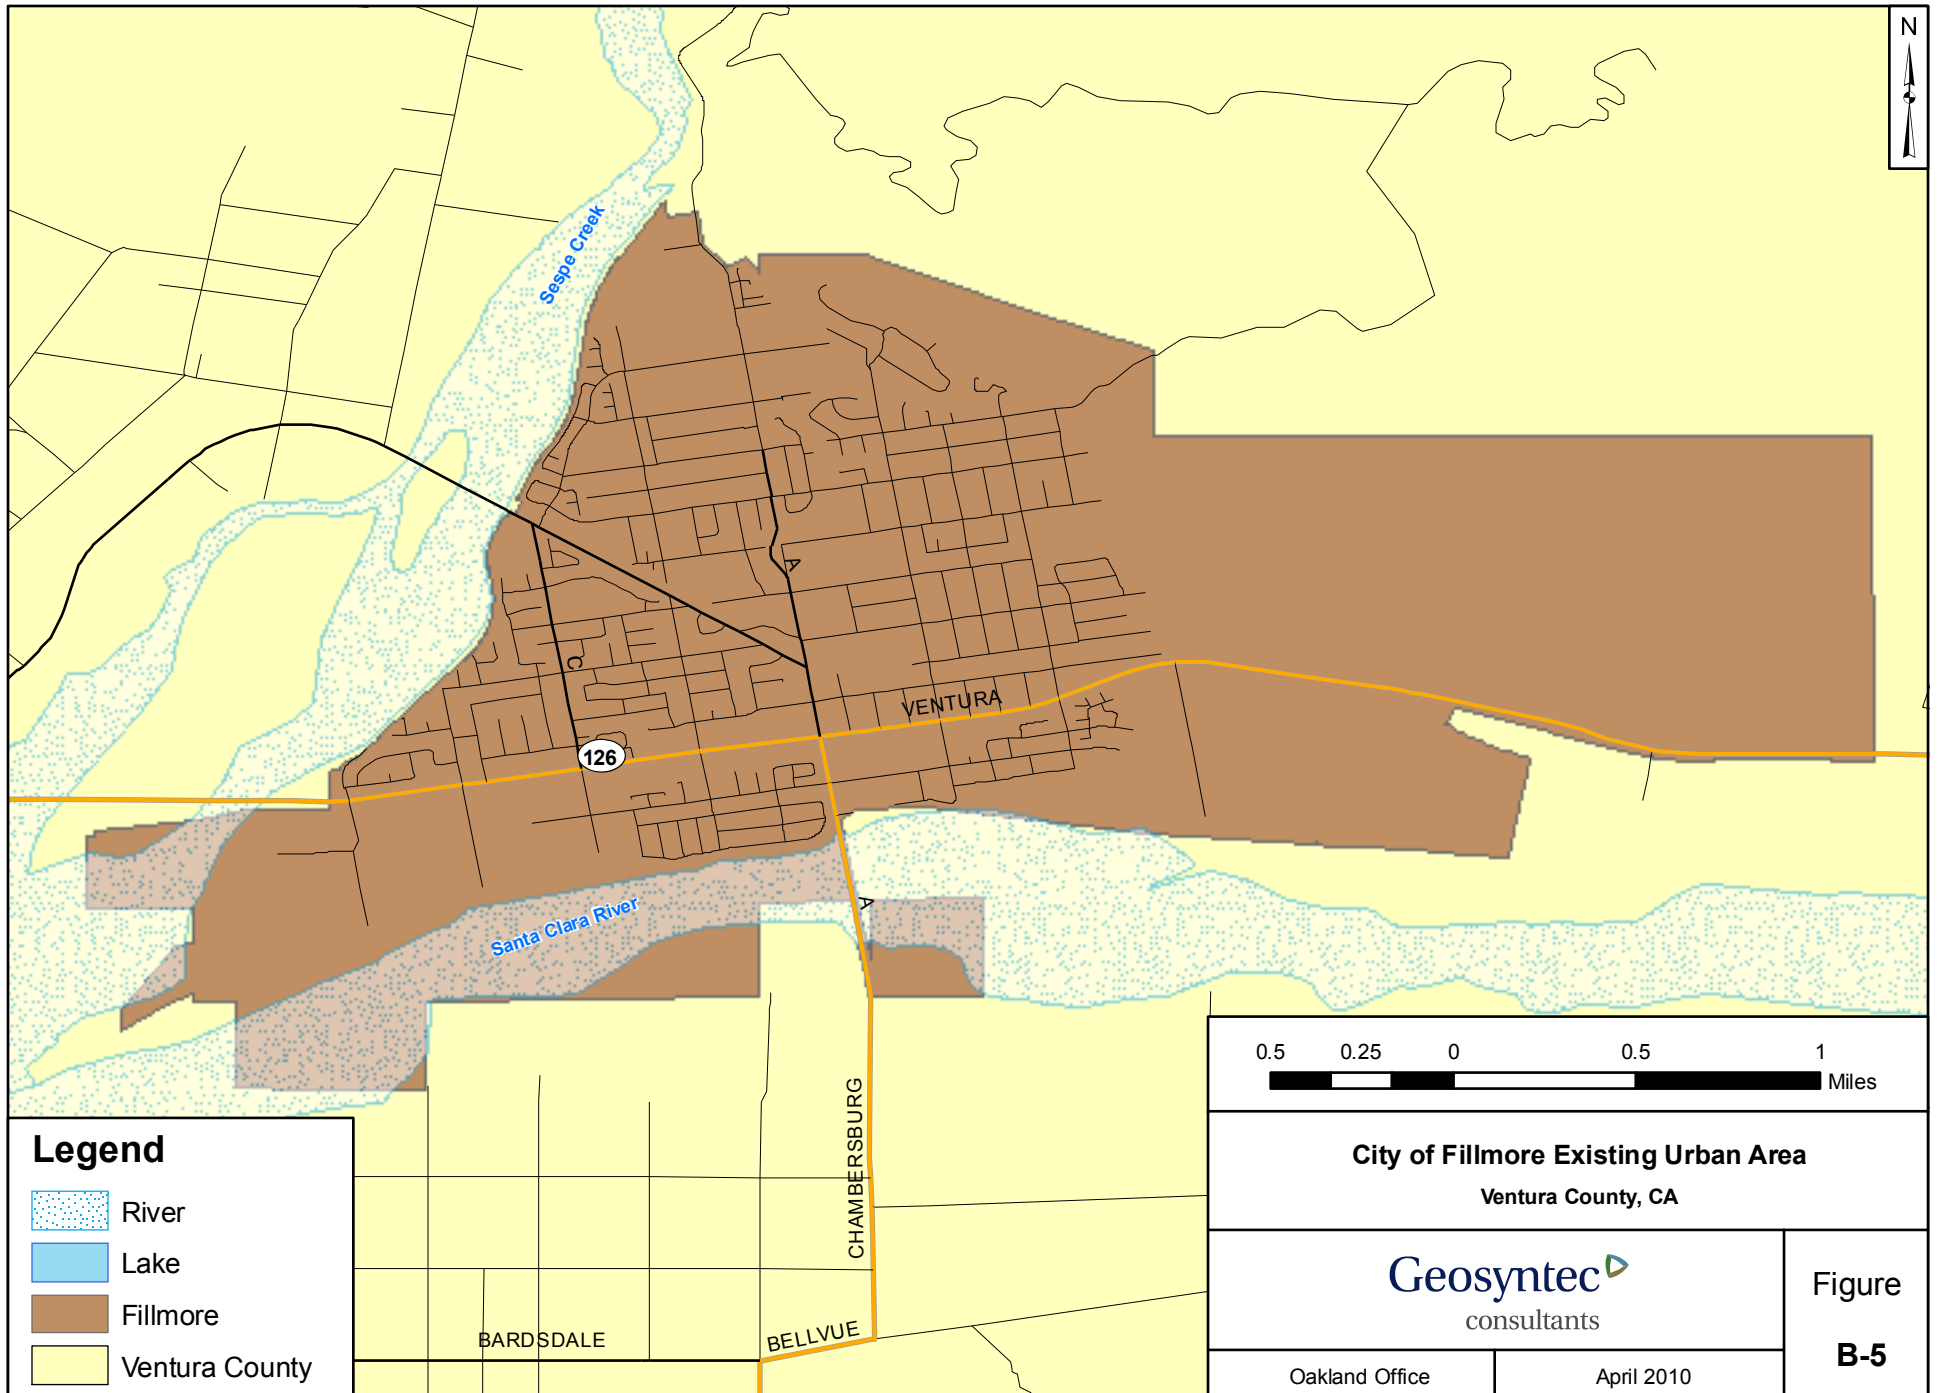 N
Sespe Creek
A
C
VENTURA
126
A
Santa Clara River
CHAMBERSBURG
BARDSDALE
BELLVUE
Legend
River
Lake
Fillmore
Ventura County
0.5 0.25 0 0.5 1
Miles
City of Fillmore Existing Urban Area
Ventura County, CA
Geosyntec
consultants
Figure
B-5
Oakland Office
April 2010